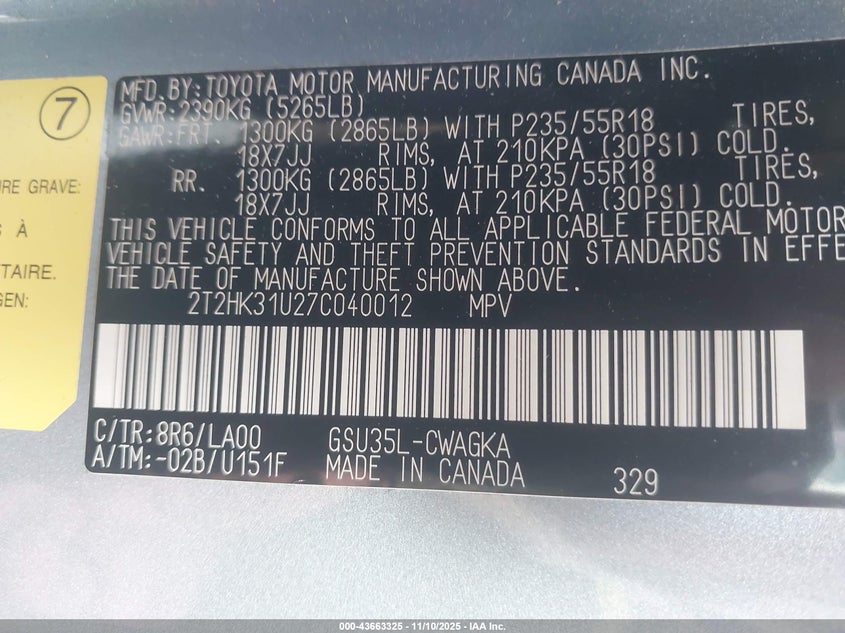 7
URE GRAVE:
S À
TAIRE.
GEN:
MFD.BY:TOYOTA MOTOR MANUFACTURING CANADA INC.
GVWR:2390KG (5265LB)
GAWR:FRT. 1300KG (2865LB) WITH P235/55R18 TIRES,
18X7JJ RIMS, AT 210KPA (30PSI) COLD.
RR. 1300KG (2865LB) WITH P235/55R18 TIRES,
18X7JJ RIMS, AT 210KPA (30PSI) COLD.
THIS VEHICLE CONFORMS TO ALL APPLICABLE FEDERAL MOTOR
VEHICLE SAFETY AND THEFT PREVENTION STANDARDS IN EFFE
THE DATE OF MANUFACTURE SHOWN ABOVE.
2T2HK31U27C040012 MPV
C/TR:8R6/LA00 GSU35L-CWAGKA
A/TM:-02B/U151F MADE IN CANADA 329
000-43663325 - 11/10/2025 - IAA Inc.